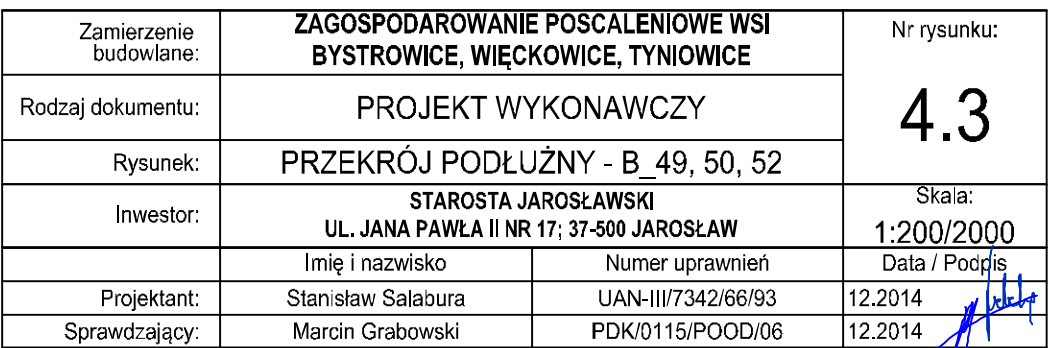 Zamierzenie budowlane:
ZAGOSPODAROWANIE POSCALENIOWE WSI
BYSTROWICE, WIĘCKOWICE, TYNIOWICE
Nr rysunku:
4.3
Rodzaj dokumentu:
PROJEKT WYKONAWCZY
Rysunek:
PRZEKRÓJ PODŁUŻNY - B_49, 50, 52
Inwestor:
STAROSTA JAROSŁAWSKI
UL. JANA PAWŁA II NR 17; 37-500 JAROSŁAW
Skala:
1:200/2000
Imię i nazwisko
Numer uprawnień
Data / Podpis
Projektant:
Stanisław Salabura
UAN-III/7342/66/93
12.2014
Sprawdzający:
Marcin Grabowski
PDK/0115/POOD/06
12.2014